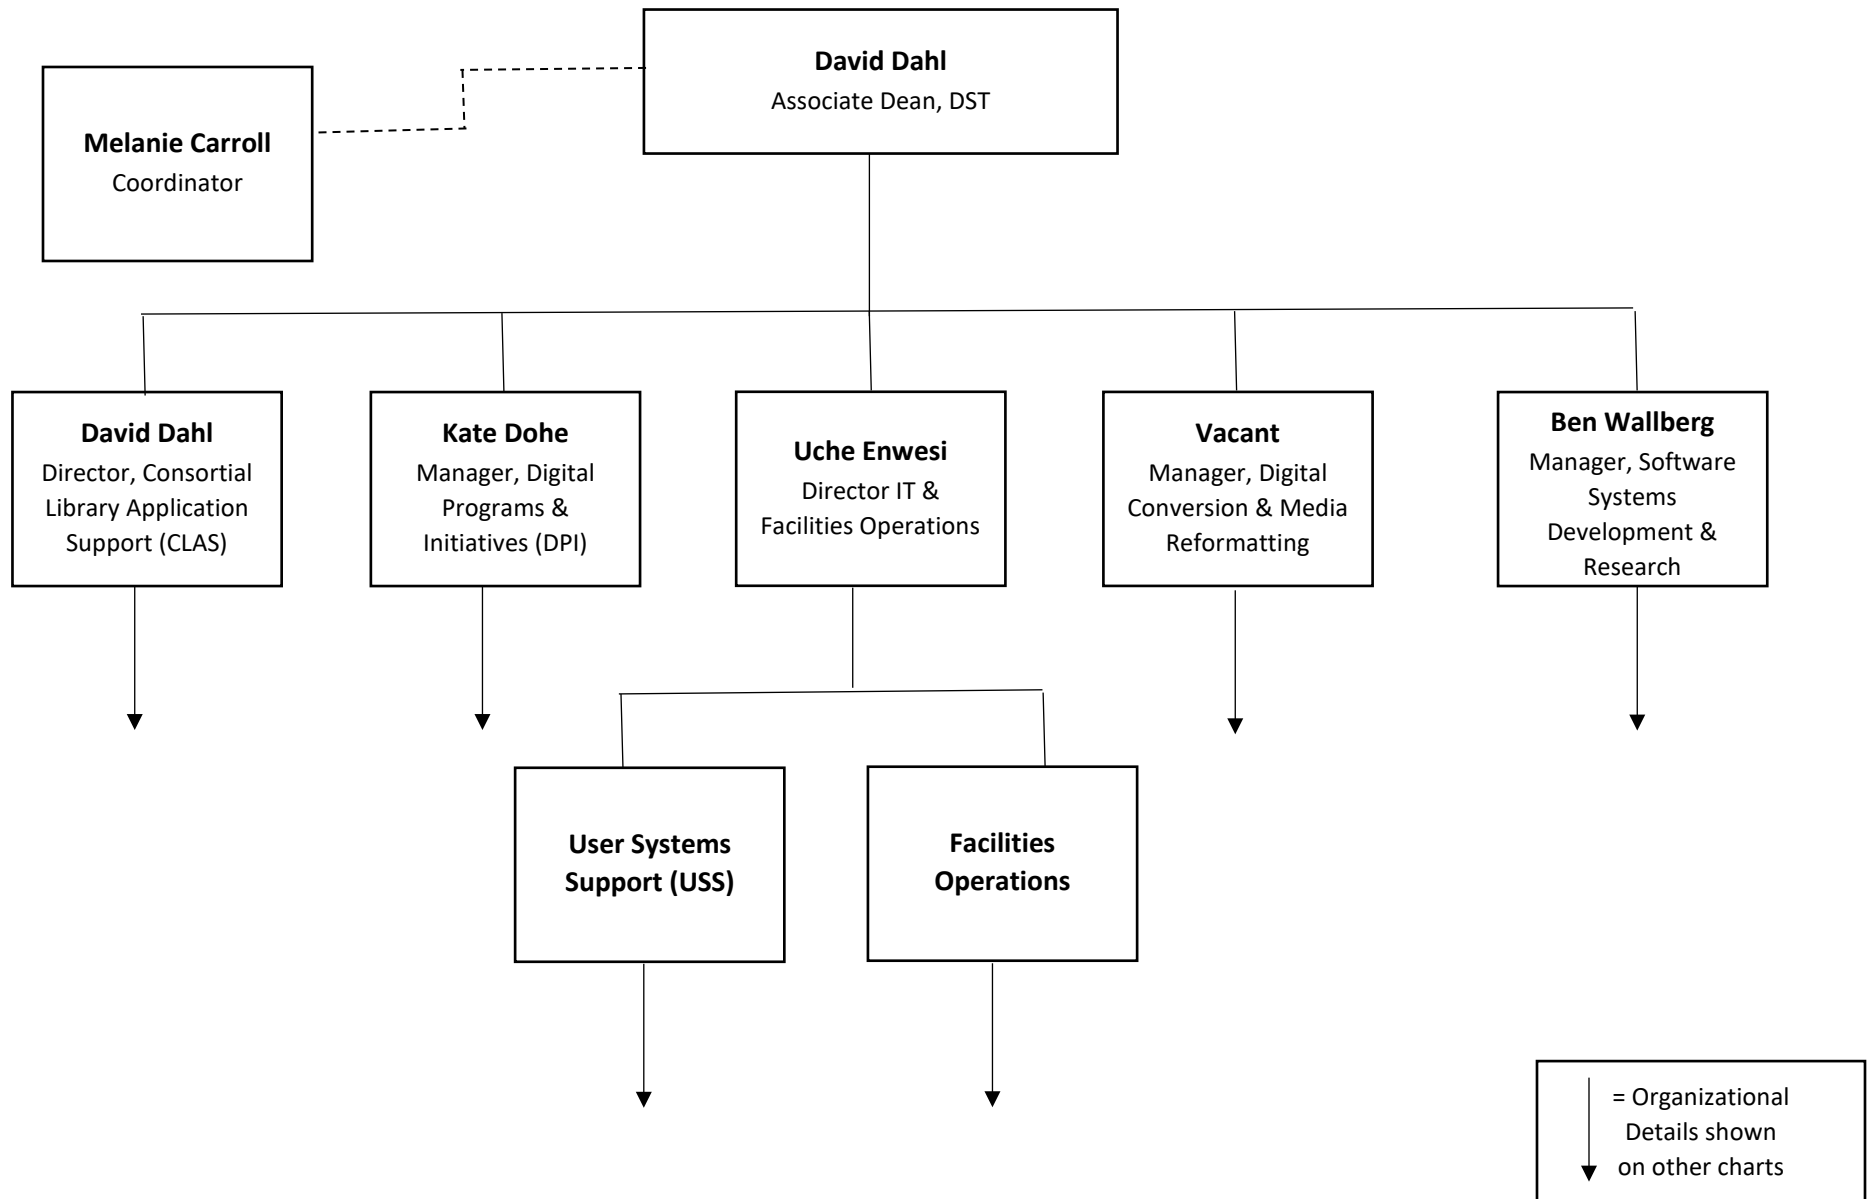 David Dahl
Associate Dean, DST
Melanie Carroll
Coordinator
David Dahl
Director, Consortial
Library Application
Support (CLAS)
Kate Dohe
Manager, Digital
Programs &
Initiatives (DPI)
Uche Enwesi
Director IT &
Facilities Operations
Vacant
Manager, Digital
Conversion & Media
Reformatting
Ben Wallberg
Manager, Software
Systems
Development &
Research
User Systems
Support (USS)
Facilities
Operations
= Organizational
Details shown
on other charts